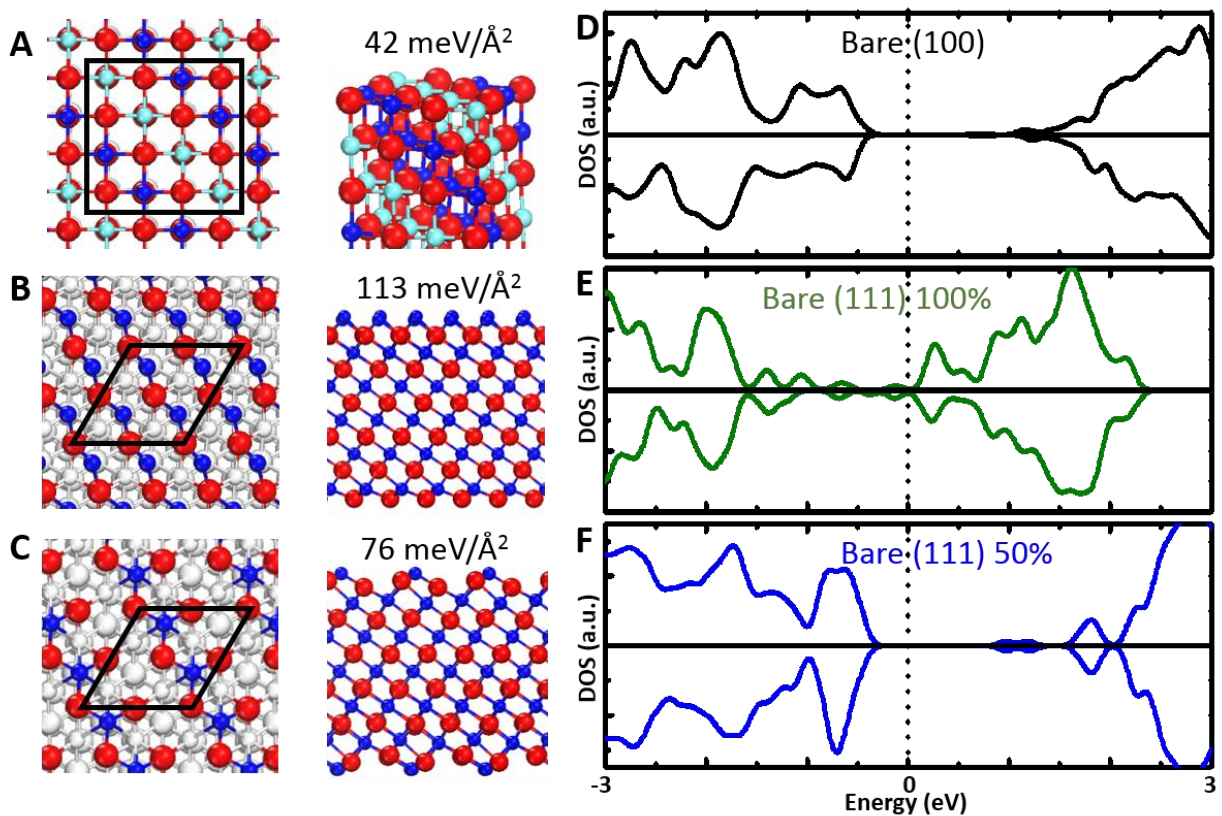 A
42 meV/Å²
D
Bare (100)
DOS (a.u.)
B
113 meV/Å²
E
Bare (111) 100%
DOS (a.u.)
C
76 meV/Å²
F
Bare (111) 50%
DOS (a.u.)
-3
0
3
Energy (eV)